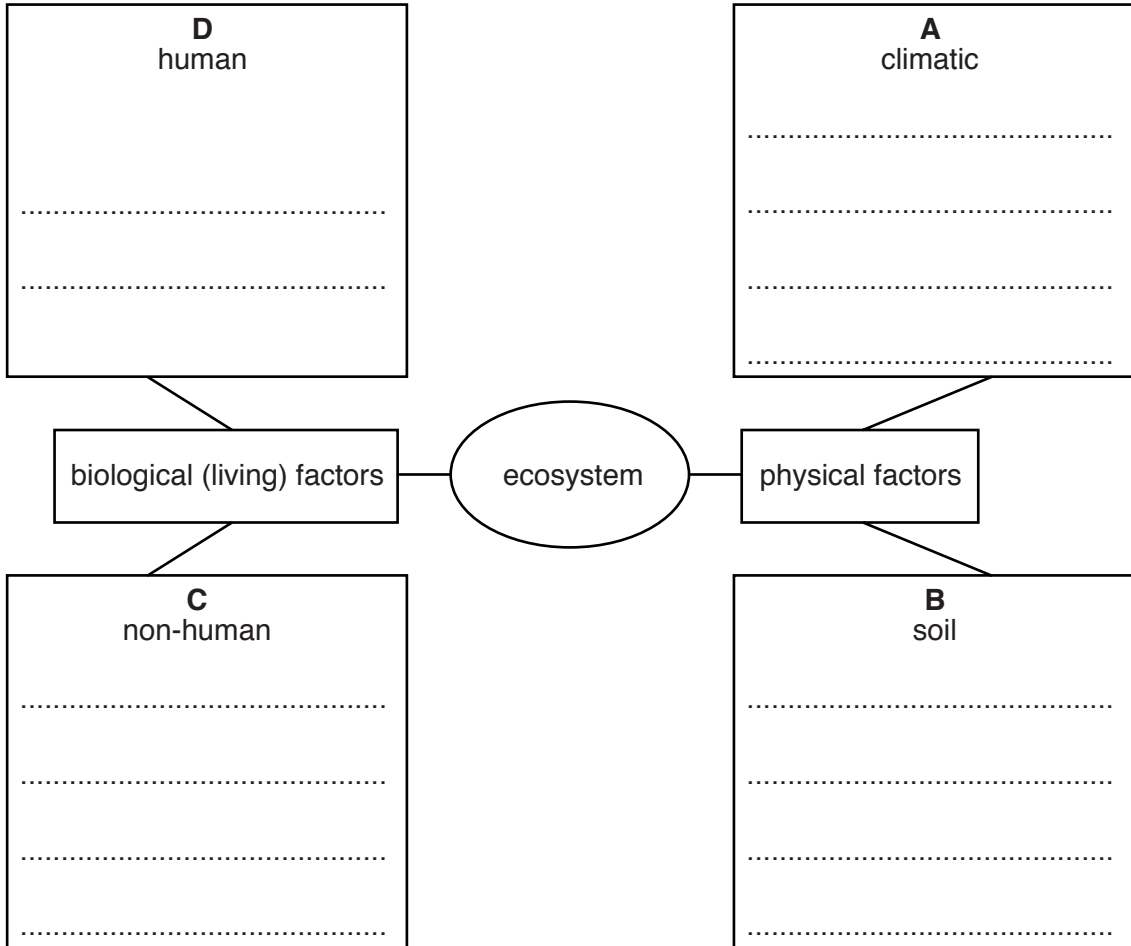 D
human
................................................
................................................
A
climatic
................................................
................................................
................................................
................................................
biological (living) factors
ecosystem
physical factors
C
non-human
................................................
................................................
................................................
................................................
B
soil
................................................
................................................
................................................
................................................